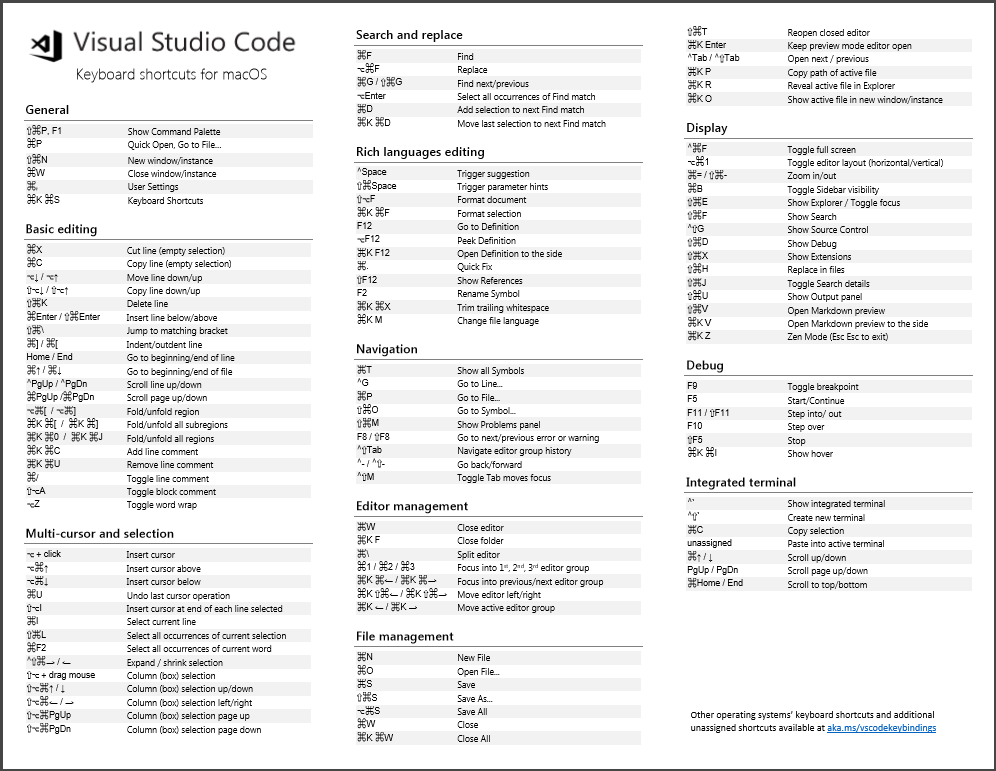 Visual Studio Code
Keyboard shortcuts for macOS
General
⇧⌘P, F1 Show Command Palette
⌘P Quick Open, Go to File…
⇧⌘N New window/instance
⌘W Close window/instance
⌘, User Settings
⌘K ⌘S Keyboard Shortcuts
Basic editing
⌘X Cut line (empty selection)
⌘C Copy line (empty selection)
⌥↓ / ⌥↑ Move line down/up
⇧⌥↓ / ⇧⌥↑ Copy line down/up
⇧⌘K Delete line
⌘Enter / ⇧⌘Enter Insert line below/above
⇧⌘\ Jump to matching bracket
⌘] / ⌘[ Indent/outdent line
Home / End Go to beginning/end of line
⌘↑ / ⌘↓ Go to beginning/end of file
^PgUp / ^PgDn Scroll line up/down
⌘PgUp /⌘PgDn Scroll page up/down
⌥⌘[ / ⌥⌘] Fold/unfold region
⌘K ⌘[ / ⌘K ⌘] Fold/unfold all subregions
⌘K ⌘0 / ⌘K ⌘J Fold/unfold all regions
⌘K ⌘C Add line comment
⌘K ⌘U Remove line comment
⌘/ Toggle line comment
⇧⌥A Toggle block comment
⌥Z Toggle word wrap
Multi-cursor and selection
⌥ + click Insert cursor
⌥⌘↑ Insert cursor above
⌥⌘↓ Insert cursor below
⌘U Undo last cursor operation
⇧⌥I Insert cursor at end of each line selected
⌘I Select current line
⇧⌘L Select all occurrences of current selection
⌘F2 Select all occurrences of current word
^⇧⌘→ / ← Expand / shrink selection
⇧⌥ + drag mouse Column (box) selection
⇧⌥⌘↑ / ↓ Column (box) selection up/down
⇧⌥⌘← / → Column (box) selection left/right
⇧⌥⌘PgUp Column (box) selection page up
⇧⌥⌘PgDn Column (box) selection page down
Search and replace
⌘F Find
⌥⌘F Replace
⌘G / ⇧⌘G Find next/previous
⌥Enter Select all occurrences of Find match
⌘D Add selection to next Find match
⌘K ⌘D Move last selection to next Find match
Rich languages editing
^Space Trigger suggestion
⇧⌘Space Trigger parameter hints
⇧⌥F Format document
⌘K ⌘F Format selection
F12 Go to Definition
⌥F12 Peek Definition
⌘K F12 Open Definition to the side
⌘. Quick Fix
⇧F12 Show References
F2 Rename Symbol
⌘K ⌘X Trim trailing whitespace
⌘K M Change file language
Navigation
⌘T Show all Symbols
^G Go to Line…
⌘P Go to File…
⇧⌘O Go to Symbol…
⇧⌘M Show Problems panel
F8 / ⇧F8 Go to next/previous error or warning
^⇧Tab Navigate editor group history
^- / ^⇧- Go back/forward
^⇧M Toggle Tab moves focus
Editor management
⌘W Close editor
⌘K F Close folder
⌘\ Split editor
⌘1 / ⌘2 / ⌘3 Focus into 1st, 2nd, 3rd editor group
⌘K ⌘← / ⌘K ⌘→ Focus into previous/next editor group
⌘K ⇧⌘← / ⌘K ⇧⌘→ Move editor left/right
⌘K ← / ⌘K → Move active editor group
File management
⌘N New File
⌘O Open File…
⌘S Save
⇧⌘S Save As…
⌥⌘S Save All
⌘W Close
⌘K ⌘W Close All
⇧⌘T Reopen closed editor
⌘K Enter Keep preview mode editor open
^Tab / ^⇧Tab Open next / previous
⌘K P Copy path of active file
⌘K R Reveal active file in Explorer
⌘K O Show active file in new window/instance
Display
^⌘F Toggle full screen
⌥⌘1 Toggle editor layout (horizontal/vertical)
⌘= / ⇧⌘- Zoom in/out
⌘B Toggle Sidebar visibility
⇧⌘E Show Explorer / Toggle focus
⇧⌘F Show Search
^⇧G Show Source Control
⇧⌘D Show Debug
⇧⌘X Show Extensions
⇧⌘H Replace in files
⇧⌘J Toggle Search details
⇧⌘U Show Output panel
⇧⌘V Open Markdown preview
⌘K V Open Markdown preview to the side
⌘K Z Zen Mode (Esc Esc to exit)
Debug
F9 Toggle breakpoint
F5 Start/Continue
F11 / ⇧F11 Step into/ out
F10 Step over
⇧F5 Stop
⌘K ⌘I Show hover
Integrated terminal
^` Show integrated terminal
^⇧` Create new terminal
⌘C Copy selection
unassigned Paste into active terminal
⌘↑ / ↓ Scroll up/down
PgUp / PgDn Scroll page up/down
⌘Home / End Scroll to top/bottom
Other operating systems' keyboard shortcuts and additional
unassigned shortcuts available at aka.ms/vscodekeybindings